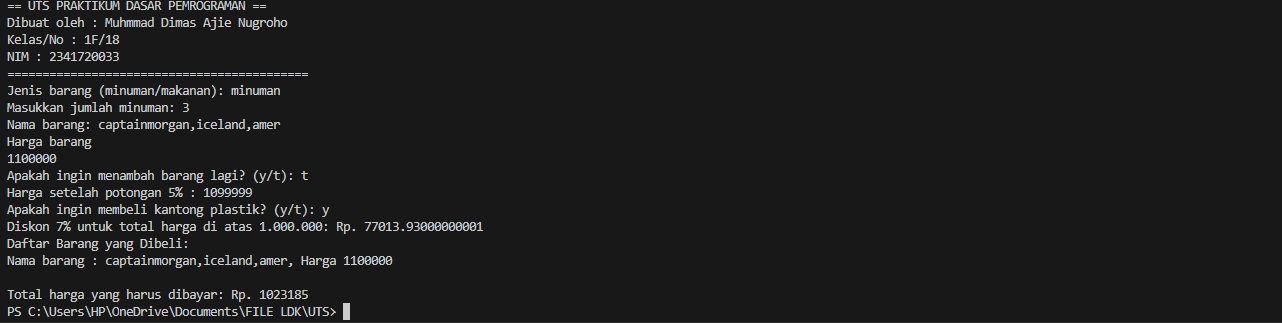 == UTS PRAKTIKUM DASAR PEMROGRAMAN ==
Dibuat oleh : Muhmmad Dimas Ajie Nugroho
Kelas/No : 1F/18
NIM : 2341720033
===========================================
Jenis barang (minuman/makanan): minuman
Masukkan jumlah minuman: 3
Nama barang: captainmorgan,iceland,amer
Harga barang
1100000
Apakah ingin menambah barang lagi? (y/t): t
Harga setelah potongan 5% : 1099999
Apakah ingin membeli kantong plastik? (y/t): y
Diskon 7% untuk total harga di atas 1.000.000: Rp. 77013.93000000001
Daftar Barang yang Dibeli:
Nama barang : captainmorgan,iceland,amer, Harga 1100000
Total harga yang harus dibayar: Rp. 1023185
PS C:\Users\HP\OneDrive\Documents\FILE LDK\UTS>